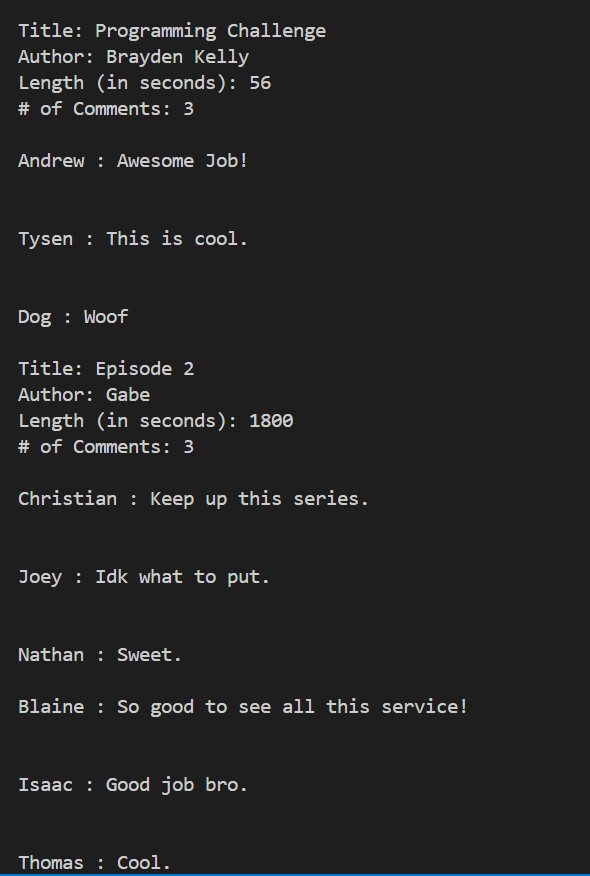 Title: Programming Challenge
Author: Brayden Kelly
Length (in seconds): 56
# of Comments: 3
Andrew : Awesome Job!
Tysen : This is cool.
Dog : Woof
Title: Episode 2
Author: Gabe
Length (in seconds): 1800
# of Comments: 3
Christian : Keep up this series.
Joey : Idk what to put.
Nathan : Sweet.
Blaine : So good to see all this service!
Isaac : Good job bro.
Thomas : Cool.